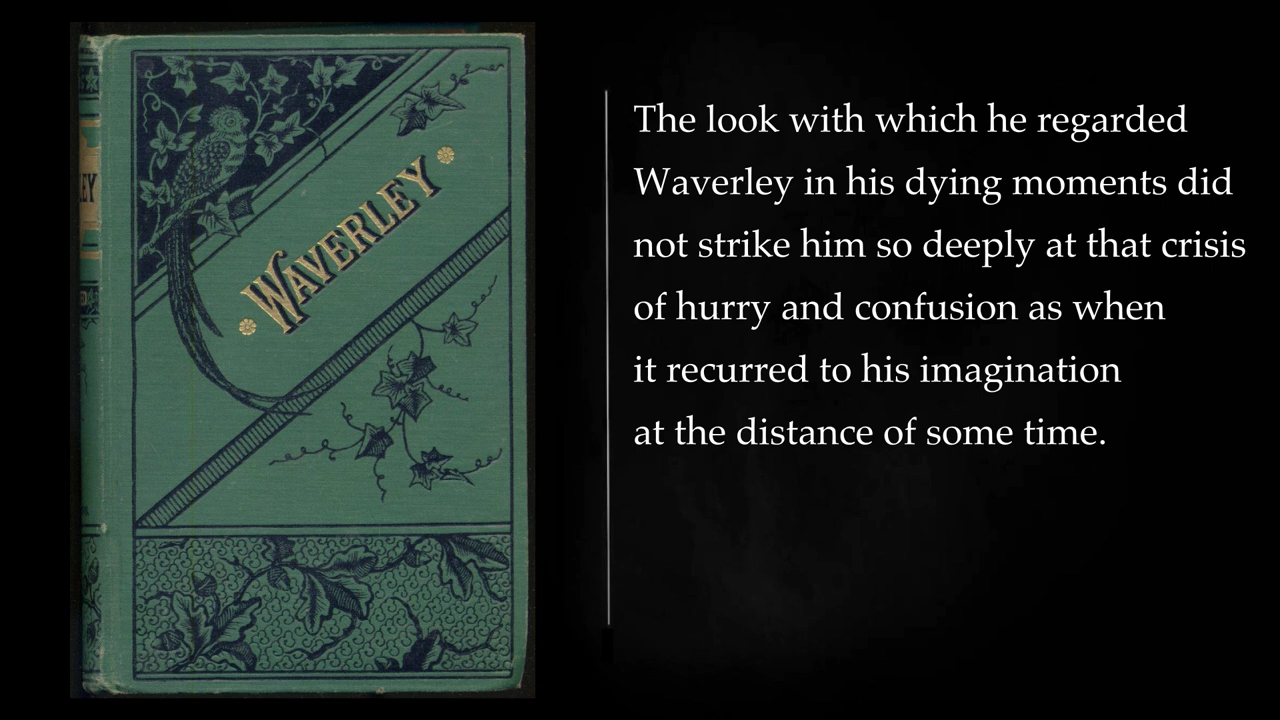 WAVERLEY
The look with which he regarded
Waverley in his dying moments did
not strike him so deeply at that crisis
of hurry and confusion as when
it recurred to his imagination
at the distance of some time.